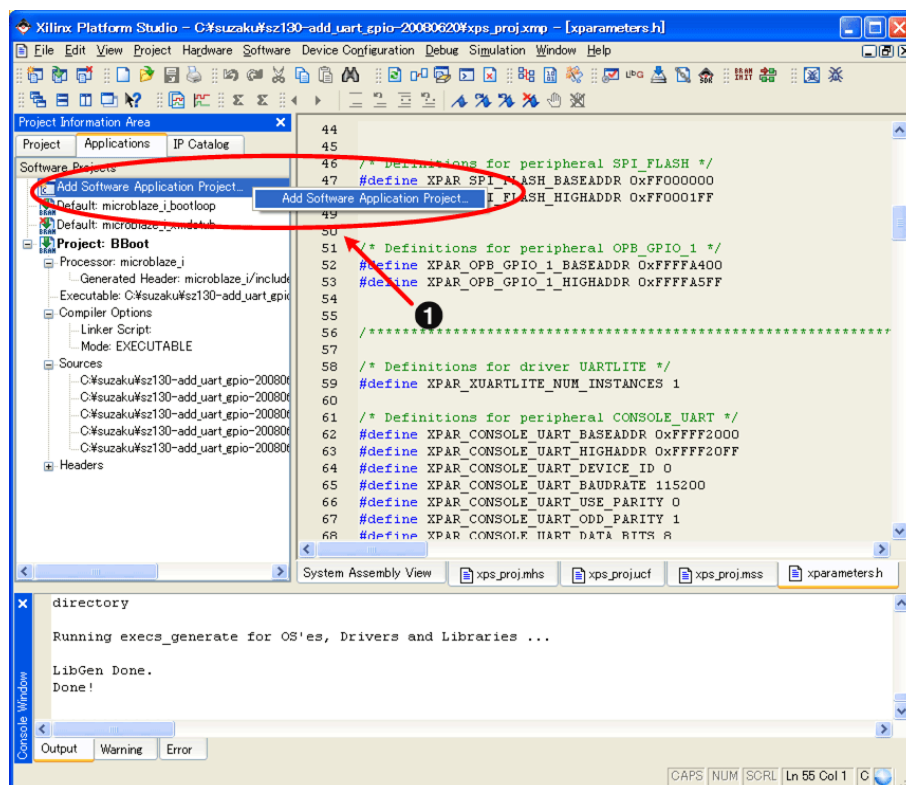 Xilinx Platform Studio - C:¥suzaku¥sz130-add_uart_gpio-20080620¥xps_proj.xmp - [xparameters.h]
File Edit View Project Hardware Software Device Configuration Debug Simulation Window Help
Project Information Area
Project Applications IP Catalog
Software Projects
Add Software Application Project...
Add Software Application Project...
Default: microblaze_i_bootloop
Default: microblaze_i_xmdstub
Project: BBoot
Processor: microblaze_i
Generated Header: microblaze_i/include
Executable: C:¥suzaku¥sz130-add_uart_gpio
Compiler Options
Linker Script:
Mode: EXECUTABLE
Sources
C:¥suzaku¥sz130-add_uart_gpio-200806
C:¥suzaku¥sz130-add_uart_gpio-200806
C:¥suzaku¥sz130-add_uart_gpio-200806
C:¥suzaku¥sz130-add_uart_gpio-200806
C:¥suzaku¥sz130-add_uart_gpio-200806
Headers
44
45
46 /* Definitions for peripheral SPI_FLASH */
47 #define XPAR_SPI_FLASH_BASEADDR 0xFF000000
I_FLASH_HIGHADDR 0xFF0001FF
49
50
51 /* Definitions for peripheral OPB_GPIO_1 */
52 #define XPAR_OPB_GPIO_1_BASEADDR 0xFFFFA400
53 #define XPAR_OPB_GPIO_1_HIGHADDR 0xFFFFA5FF
54
55
56 /******************************************************************
57
58 /* Definitions for driver UARTLITE */
59 #define XPAR_XUARTLITE_NUM_INSTANCES 1
60
61 /* Definitions for peripheral CONSOLE_UART */
62 #define XPAR_CONSOLE_UART_BASEADDR 0xFFFF2000
63 #define XPAR_CONSOLE_UART_HIGHADDR 0xFFFF20FF
64 #define XPAR_CONSOLE_UART_DEVICE_ID 0
65 #define XPAR_CONSOLE_UART_BAUDRATE 115200
66 #define XPAR_CONSOLE_UART_USE_PARITY 0
67 #define XPAR_CONSOLE_UART_ODD_PARITY 1
68 #define XPAR_CONSOLE_UART_DATA_BITS 8
❶
System Assembly View xps_proj.mhs xps_proj.ucf xps_proj.mss xparameters.h
directory
Running execs_generate for OS'es, Drivers and Libraries ...
LibGen Done.
Done!
Console Window
Output Warning Error
CAPS NUM SCRL Ln 55 Col 1 C